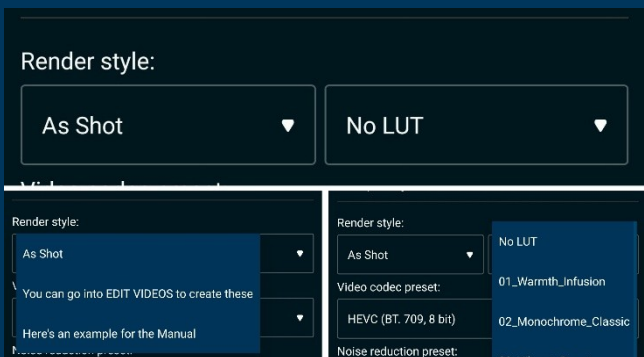 Render style:
As Shot
No LUT
Render style:
As Shot
You can go into EDIT VIDEOS to create these
Here's an example for the Manual
Render style:
As Shot
No LUT
01_Warmth_Infusion
Video codec preset:
HEVC (BT. 709, 8 bit)
02_Monochrome_Classic
Noise reduction preset: